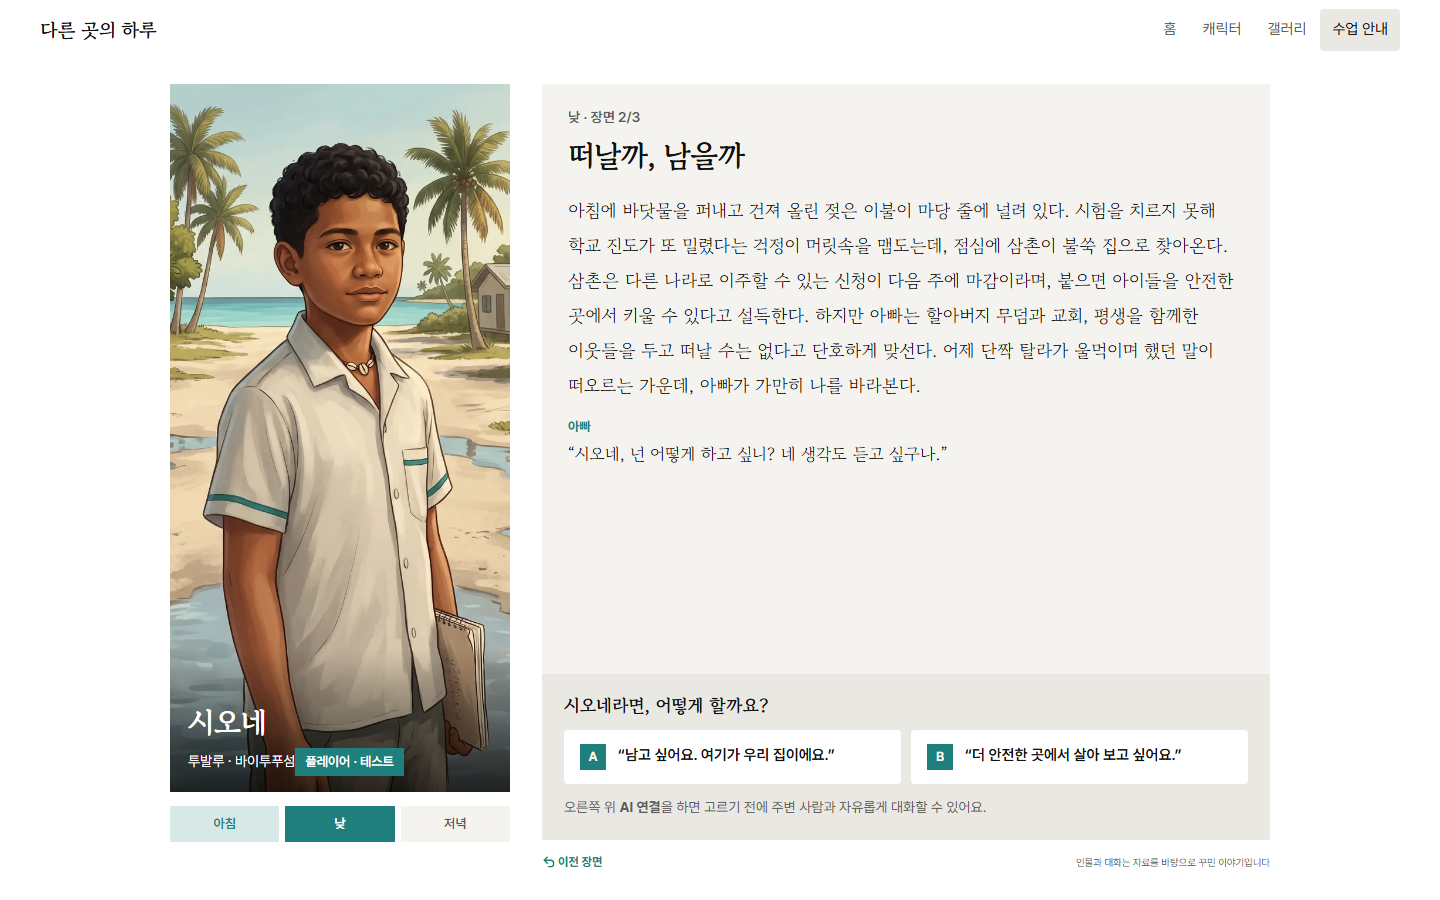 다른 곳의 하루
홈
캐릭터
갤러리
수업 안내
시오네
투발루 · 바이투푸섬
플레이어 · 테스트
아침
낮
저녁
낮 · 장면 2/3
떠날까, 남을까
아침에 바닷물을 퍼내고 건져 올린 젖은 이불이 마당 줄에 널려 있다. 시험을 치르지 못해
학교 진도가 또 밀렸다는 걱정이 머릿속을 맴도는데, 점심에 삼촌이 불쑥 집으로 찾아온다.
삼촌은 다른 나라로 이주할 수 있는 신청이 다음 주에 마감이라며, 붙으면 아이들을 안전한
곳에서 키울 수 있다고 설득한다. 하지만 아빠는 할아버지 무덤과 교회, 평생을 함께한
이웃들을 두고 떠날 수는 없다고 단호하게 맞선다. 어제 단짝 탈라가 울먹이며 했던 말이
떠오르는 가운데, 아빠가 가만히 나를 바라본다.
아빠
“시오네, 넌 어떻게 하고 싶니? 네 생각도 듣고 싶구나.”
시오네라면, 어떻게 할까요?
A “남고 싶어요. 여기가 우리 집이에요.”
B “더 안전한 곳에서 살아 보고 싶어요.”
오른쪽 위 AI 연결을 하면 고르기 전에 주변 사람과 자유롭게 대화할 수 있어요.
이전 장면
인물과 대화는 자료를 바탕으로 꾸민 이야기입니다